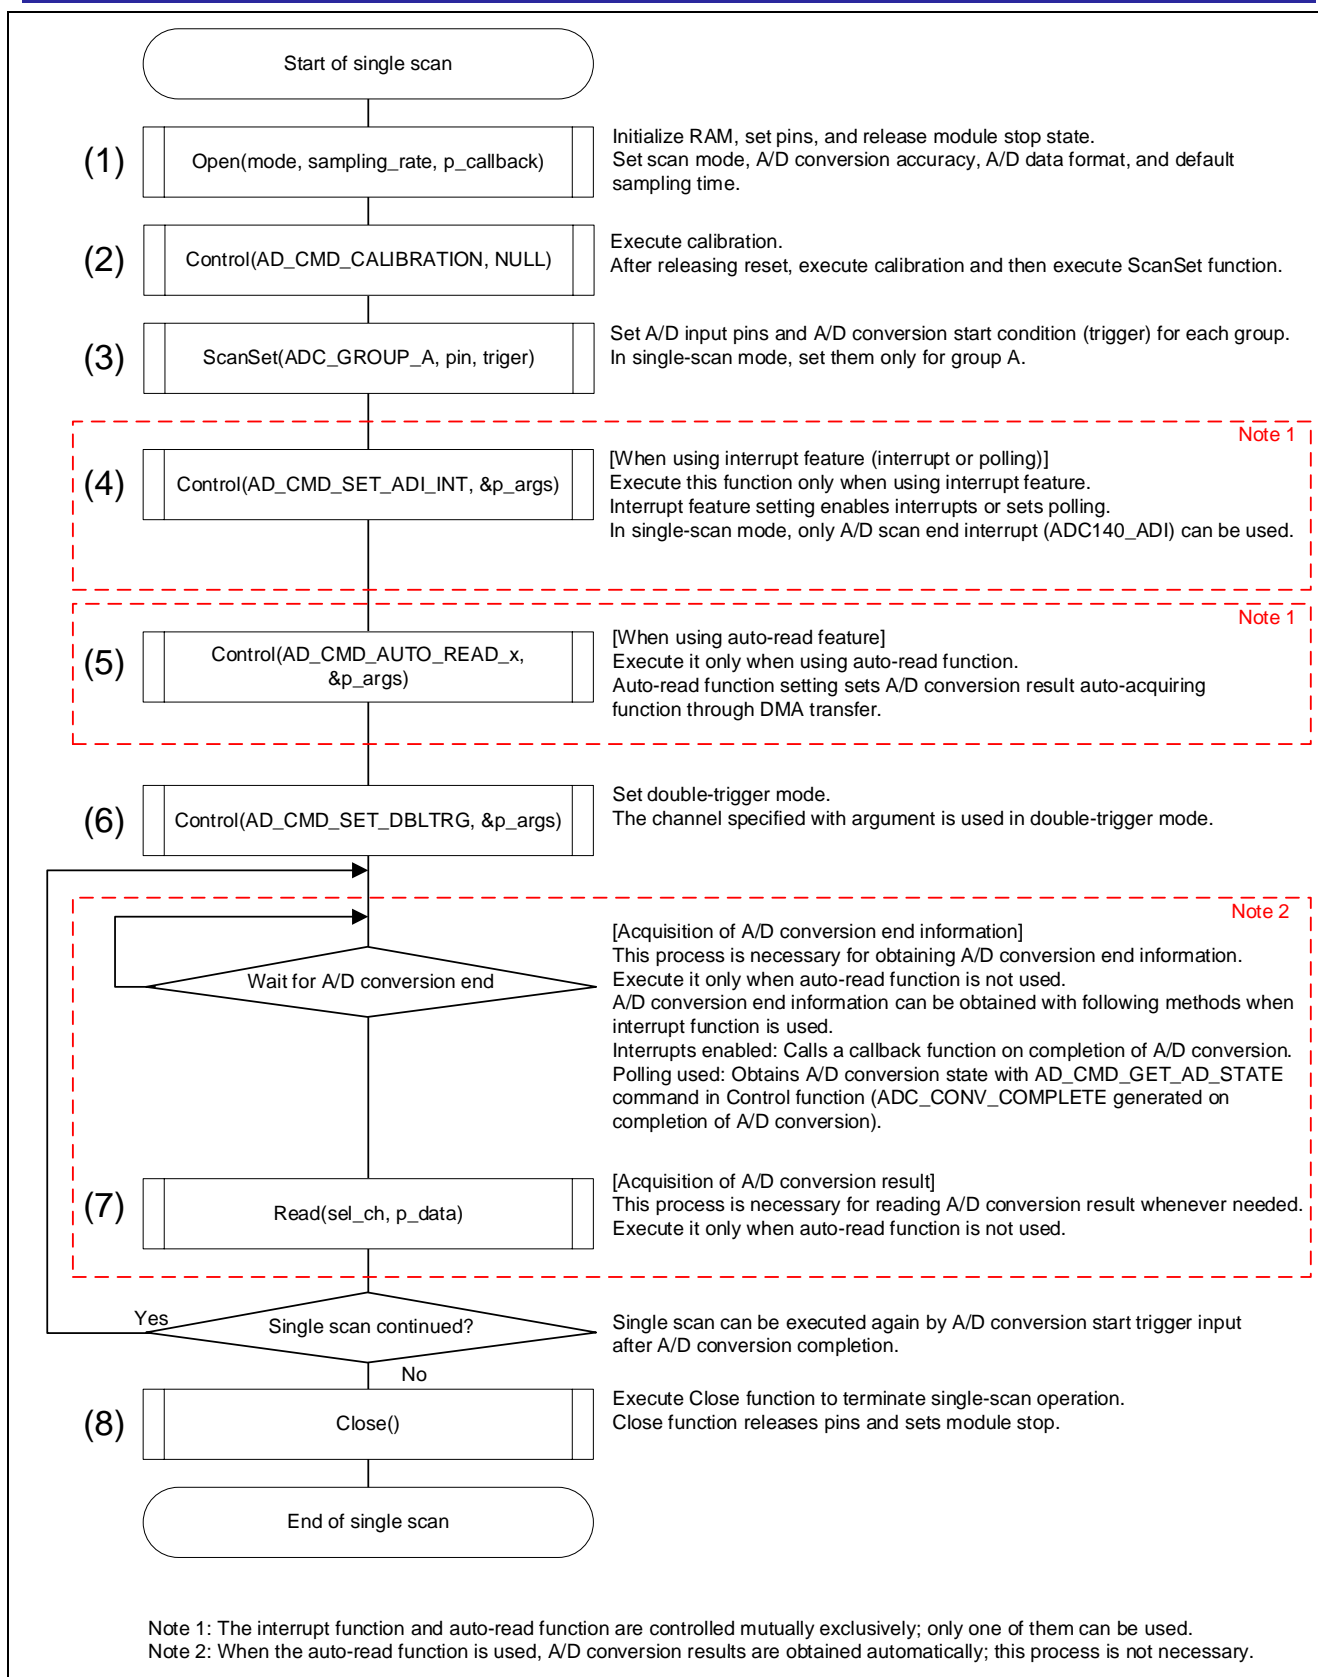 Start of single scan
(1)
Open(mode, sampling_rate, p_callback)
Initialize RAM, set pins, and release module stop state.
Set scan mode, A/D conversion accuracy, A/D data format, and default
sampling time.
(2)
Control(AD_CMD_CALIBRATION, NULL)
Execute calibration.
After releasing reset, execute calibration and then execute ScanSet function.
(3)
ScanSet(ADC_GROUP_A, pin, triger)
Set A/D input pins and A/D conversion start condition (trigger) for each group.
In single-scan mode, set them only for group A.
Note 1
(4)
Control(AD_CMD_SET_ADI_INT, &p_args)
[When using interrupt feature (interrupt or polling)]
Execute this function only when using interrupt feature.
Interrupt feature setting enables interrupts or sets polling.
In single-scan mode, only A/D scan end interrupt (ADC140_ADI) can be used.
Note 1
(5)
Control(AD_CMD_AUTO_READ_x,
&p_args)
[When using auto-read feature]
Execute it only when using auto-read function.
Auto-read function setting sets A/D conversion result auto-acquiring
function through DMA transfer.
(6)
Control(AD_CMD_SET_DBLTRG, &p_args)
Set double-trigger mode.
The channel specified with argument is used in double-trigger mode.
Note 2
Wait for A/D conversion end
[Acquisition of A/D conversion end information]
This process is necessary for obtaining A/D conversion end information.
Execute it only when auto-read function is not used.
A/D conversion end information can be obtained with following methods when
interrupt function is used.
Interrupts enabled: Calls a callback function on completion of A/D conversion.
Polling used: Obtains A/D conversion state with AD_CMD_GET_AD_STATE
command in Control function (ADC_CONV_COMPLETE generated on
completion of A/D conversion).
(7)
Read(sel_ch, p_data)
[Acquisition of A/D conversion result]
This process is necessary for reading A/D conversion result whenever needed.
Execute it only when auto-read function is not used.
Yes
Single scan continued?
Single scan can be executed again by A/D conversion start trigger input
after A/D conversion completion.
No
(8)
Close()
Execute Close function to terminate single-scan operation.
Close function releases pins and sets module stop.
End of single scan
Note 1: The interrupt function and auto-read function are controlled mutually exclusively; only one of them can be used.
Note 2: When the auto-read function is used, A/D conversion results are obtained automatically; this process is not necessary.